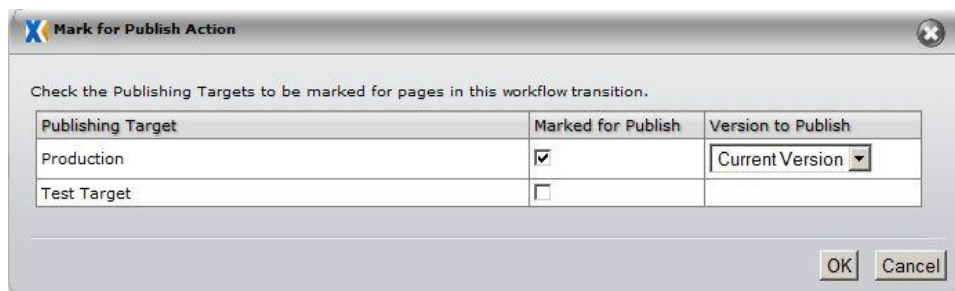 Mark for Publish Action
Check the Publishing Targets to be marked for pages in this workflow transition.
Publishing Target Marked for Publish Version to Publish
Production Current Version
Test Target
OK Cancel